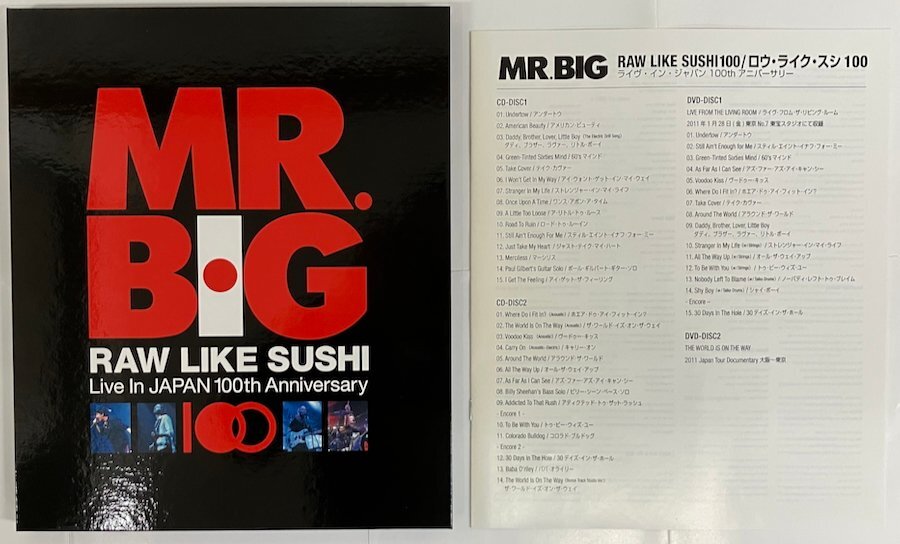 MR.
BIG
RAW LIKE SUSHI
Live In JAPAN 100th Anniversary
100
MR.BIG
RAW LIKE SUSHI100/ロウ・ライク・スシ 100
ライヴ・イン・ジャパン 100th アニバーサリー
CD-DISC1
01. Undertow / アンダートウ
02. American Beauty / アメリカン・ビューティ
03. Daddy, Brother, Lover, Little Boy (The Electric Drill Song)
ダディ、ブラザー、ラヴァー、リトル・ボーイ
04. Green-Tinted Sixties Mind / 60'sマインド
05. Take Cover / テイク・カヴァー
06. I Won't Get In My Way / アイ・ウォント・ゲット・イン・マイ・ウェイ
07. Stranger In My Life / ストレンジャー・イン・マイ・ライフ
08. Once Upon A Time / ワンス・アポン・ア・タイム
09. A Little Too Loose / ア・リトル・トゥ・ルース
10. Road To Ruin / ロード・トゥ・ルーイン
11. Still Ain't Enough for Me / スティル・エイント・イナフ・フォー・ミー
12. Just Take My Heart / ジャスト・テイク・マイ・ハート
13. Merciless / マーシリス
14. Paul Gilbert's Guitar Solo / ポール・ギルバート・ギター・ソロ
15. I Get The Feeling / アイ・ゲット・ザ・フィーリング
CD-DISC2
01. Where Do I Fit In? (Acoustic) / ホエア・ドゥ・アイ・フィット・イン?
02. The World Is On The Way (Acoustic) / ザ・ワールド・イズ・オン・ザ・ウェイ
03. Voodoo Kiss (Acoustic) / ヴードゥー・キッス
04. Carry On (Acoustic-Electric) / キャリー・オン
05. Around The World / アラウンド・ザ・ワールド
06. All The Way Up / オール・ザ・ウェイ・アップ
07. As Far As I Can See / アズ・ファー・アズ・アイ・キャン・シー
08. Billy Sheehan's Bass Solo / ビリー・シーン・ベース・ソロ
09. Addicted To That Rush / アディクテッド・トゥ・ザット・ラッシュ
- Encore 1 -
10. To Be With You / トゥ・ビー・ウィズ・ユー
11. Colorado Bulldog / コロラド・ブルドッグ
- Encore 2 -
12. 30 Days In The Hole / 30デイズ・イン・ザ・ホール
13. Baba O'riley / ババ・オライリー
14. The World Is On The Way (Bonus Track Studio Ver.)
ザ・ワールド・イズ・オン・ザ・ウェイ
DVD-DISC1
LIVE FROM THE LIVING ROOM / ライヴ・フロム・ザ・リビング・ルーム
2011年1月28日(金)東京 No.7 東宝スタジオにて収録
01. Undertow / アンダートウ
02. Still Ain't Enough for Me / スティル・エイント・イナフ・フォー・ミー
03. Green-Tinted Sixties Mind / 60'sマインド
04. As Far As I Can See / アズ・ファー・アズ・アイ・キャン・シー
05. Voodoo Kiss / ヴードゥー・キッス
06. Where Do I Fit In? / ホエア・ドゥ・アイ・フィット・イン?
07. Take Cover / テイク・カヴァー
08. Around The World / アラウンド・ザ・ワールド
09. Daddy, Brother, Lover, Little Boy
ダディ、ブラザー、ラヴァー、リトル・ボーイ
10. Stranger In My Life (w/Strings) / ストレンジャー・イン・マイ・ライフ
11. All The Way Up (w/Strings) / オール・ザ・ウェイ・アップ
12. To Be With You (w/Strings) / トゥ・ビー・ウィズ・ユー
13. Nobody Left To Blame (w/Taiko Drums) / ノーバディ・レフト・トゥ・ブレイム
14. Shy Boy (w/Taiko Drums) / シャイ・ボーイ
- Encore -
15. 30 Days In The Hole / 30デイズ・イン・ザ・ホール
DVD-DISC2
THE WORLD IS ON THE WAY
2011 Japan Tour Documentary 大阪〜東京